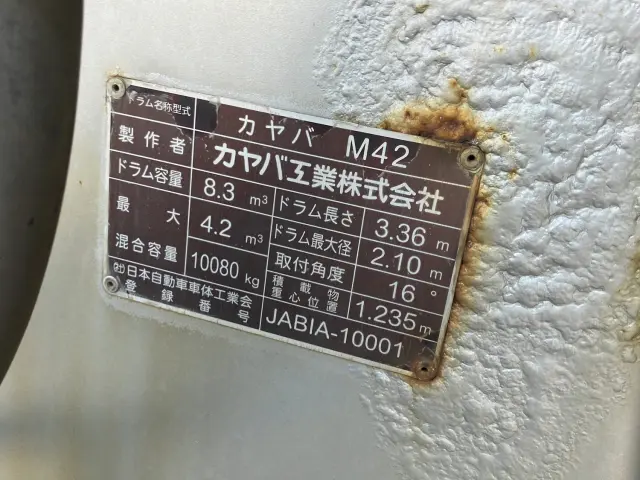 ドラム名称型式 カヤバ M42
製作者 カヤバ工業株式会社
ドラム容量 8.3 m³ ドラム長さ 3.36 m
最大 4.2 m³ ドラム最大径 2.10 m
混合容量 10080 kg 取付角度 16°
積載物重心位置 1.235 m
㈳日本自動車車体工業会
登録番号 JABIA-10001